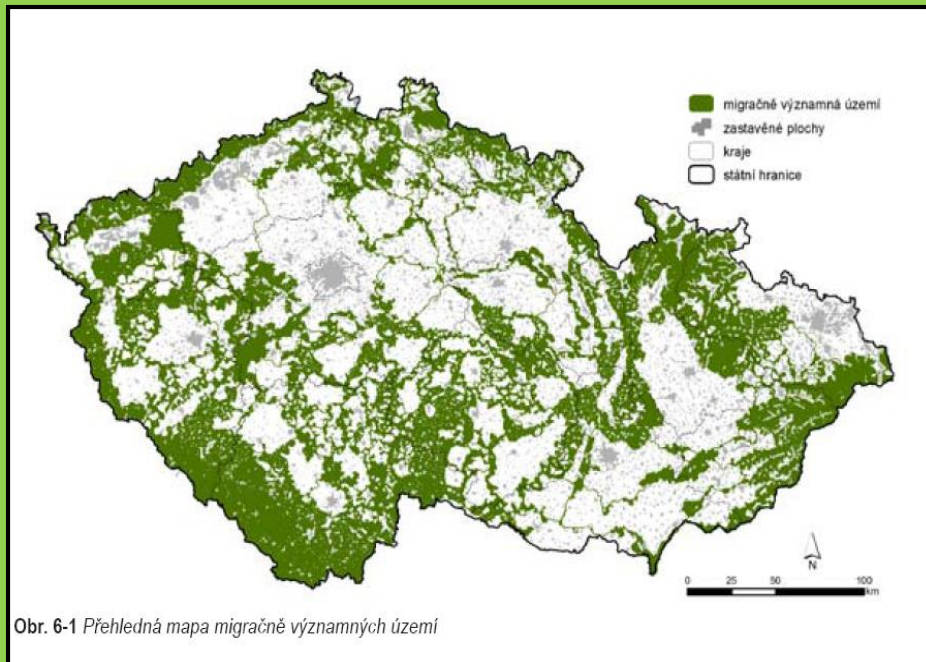 migračně významná území
zastavěné plochy
kraje
státní hranice
N
0 25 50 100
km
Obr. 6-1 Přehledná mapa migračně významných území